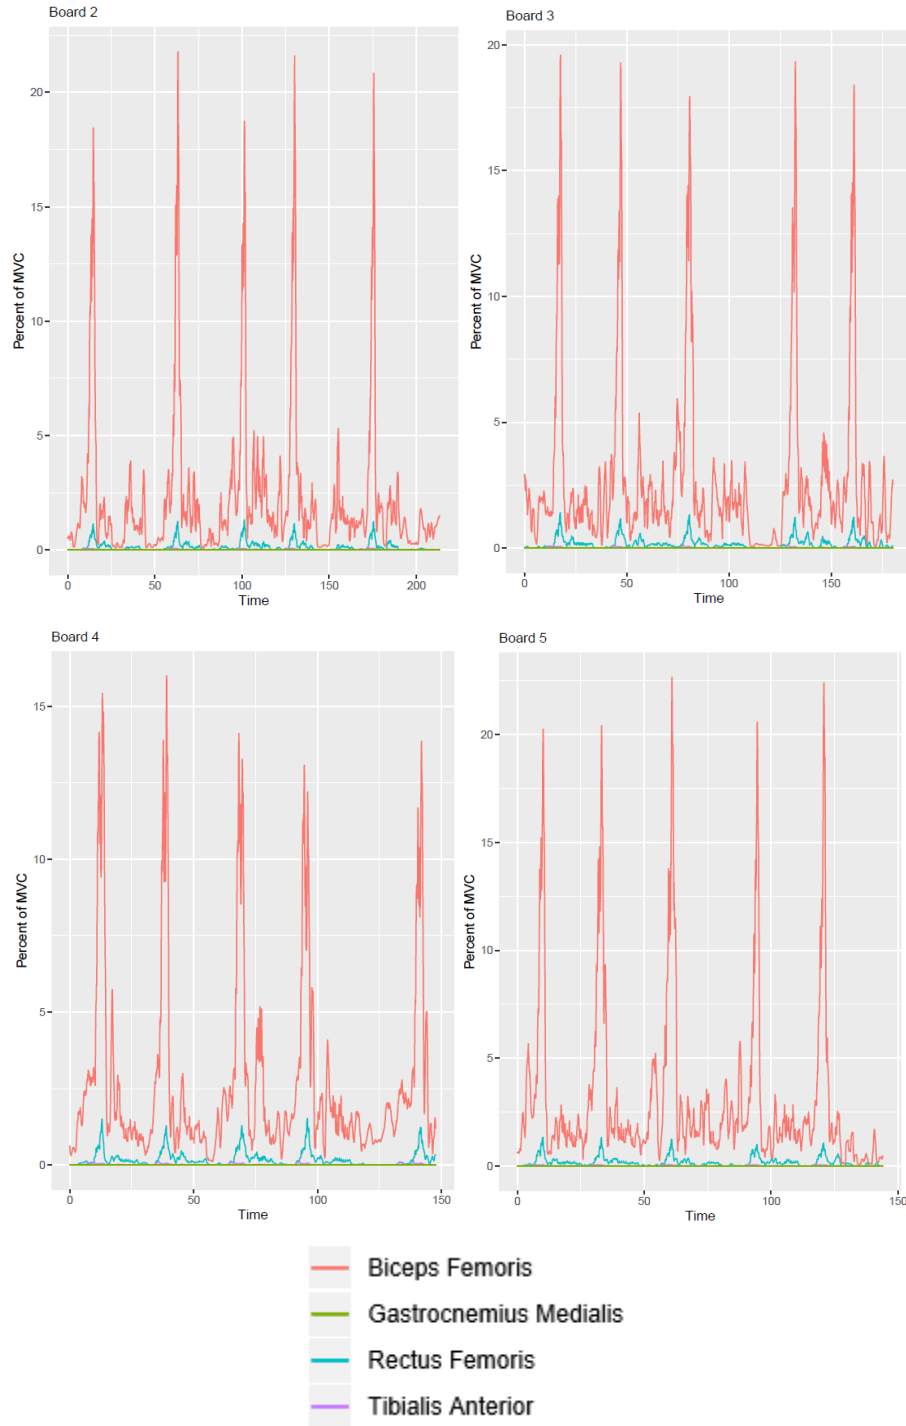 Board 2
Percent of MVC
20
15
10
5
0
0 50 100 150 200
Time
Board 3
Percent of MVC
20
15
10
5
0
0 50 100 150
Time
Board 4
Percent of MVC
15
10
5
0
0 50 100 150
Time
Board 5
Percent of MVC
20
15
10
5
0
0 50 100 150
Time
Biceps Femoris
Gastrocnemius Medialis
Rectus Femoris
Tibialis Anterior